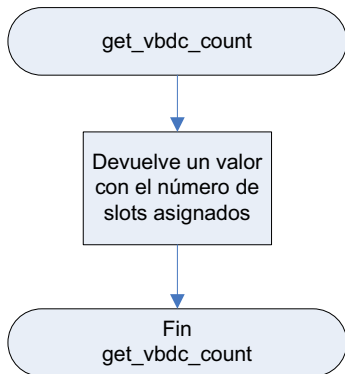 get_vbdc_count
Devuelve un valor
con el número de
slots asignados
Fin
get_vbdc_count